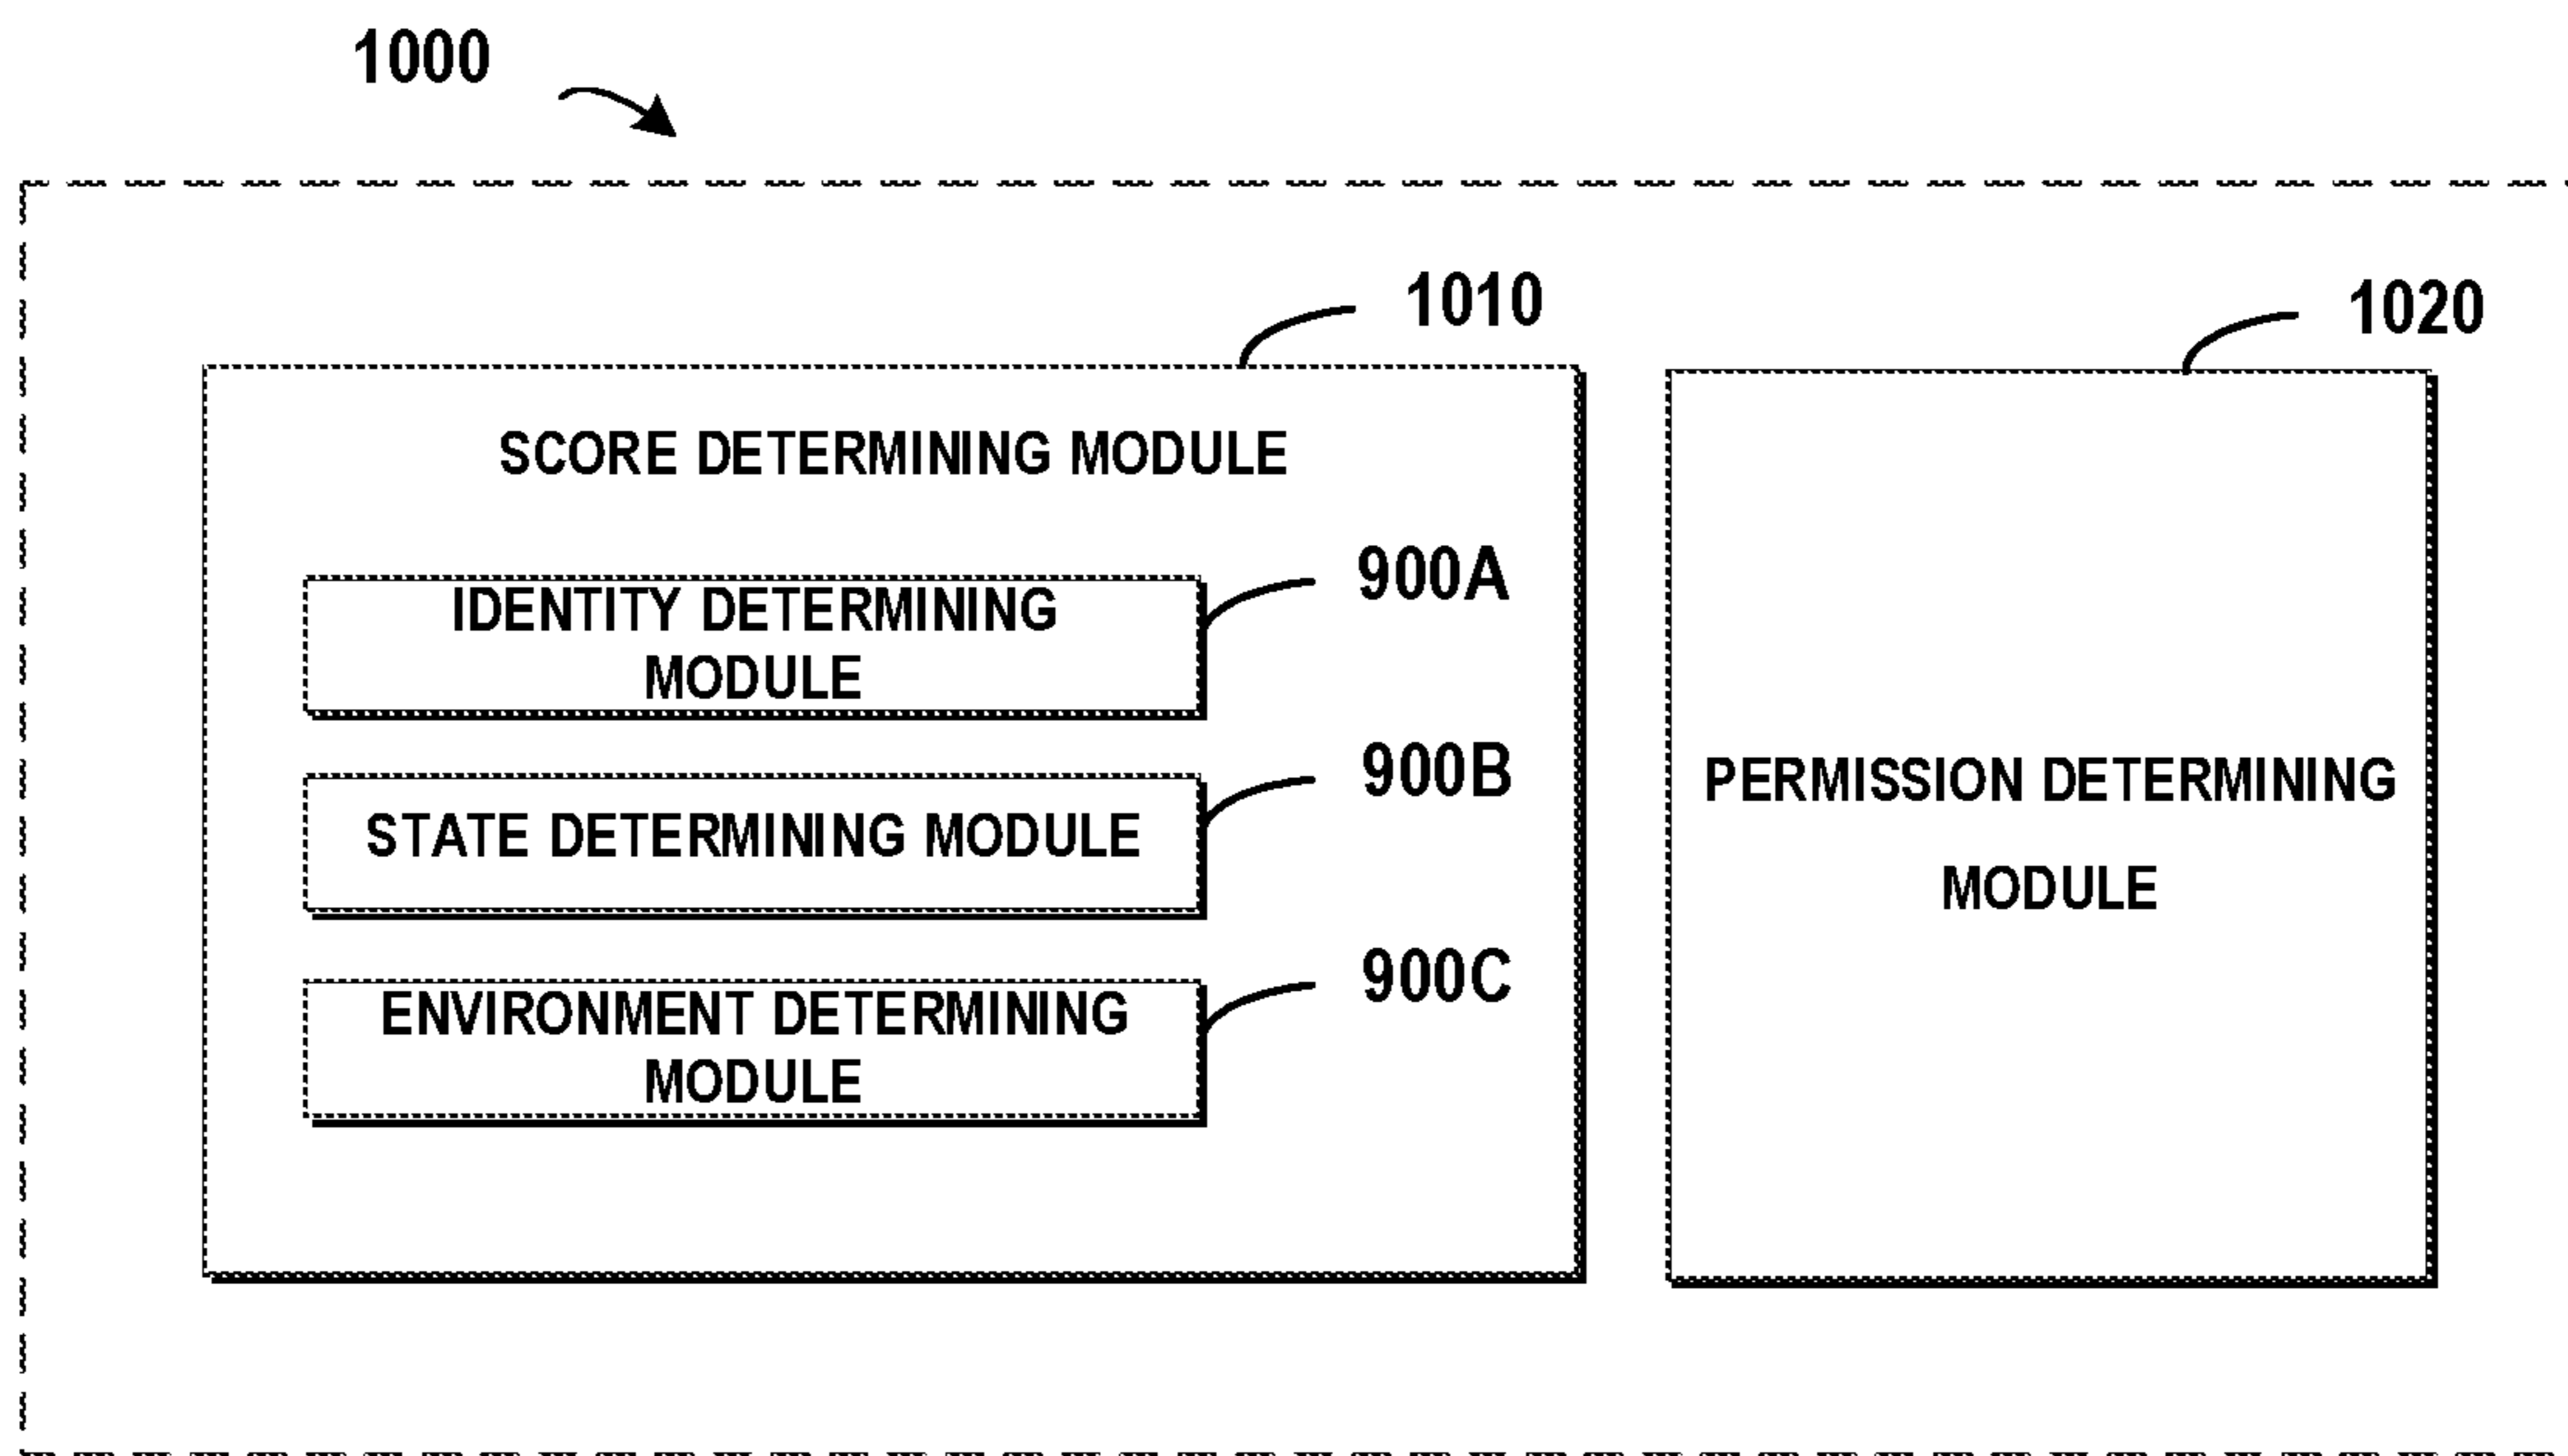 1000
1010
1020
SCORE DETERMINING MODULE
900A
IDENTITY DETERMINING
MODULE
900B
STATE DETERMINING MODULE
900C
ENVIRONMENT DETERMINING
MODULE
PERMISSION DETERMINING
MODULE